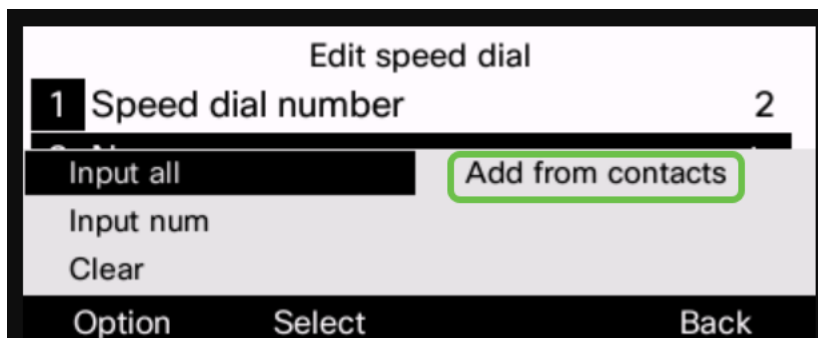 Edit speed dial
1 Speed dial number 2
Input all Add from contacts
Input num
Clear
Option Select Back